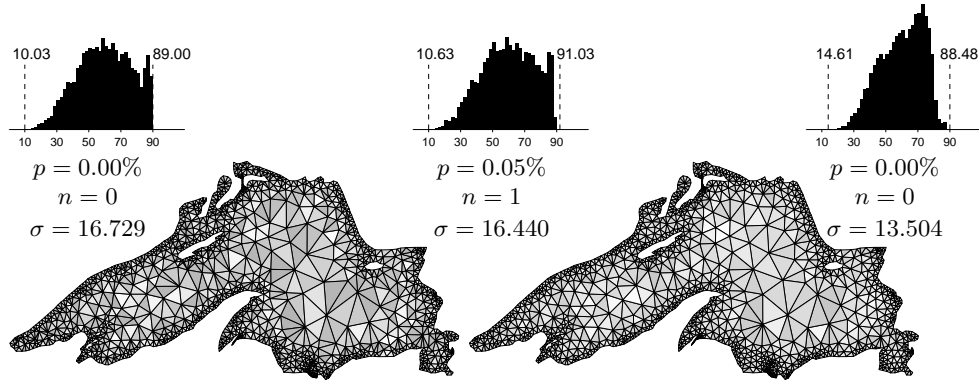 10.03 89.00
10 30 50 70 90
p = 0.00%
n = 0
σ = 16.729
10.63 91.03
10 30 50 70 90
p = 0.05%
n = 1
σ = 16.440
14.61 88.48
10 30 50 70 90
p = 0.00%
n = 0
σ = 13.504